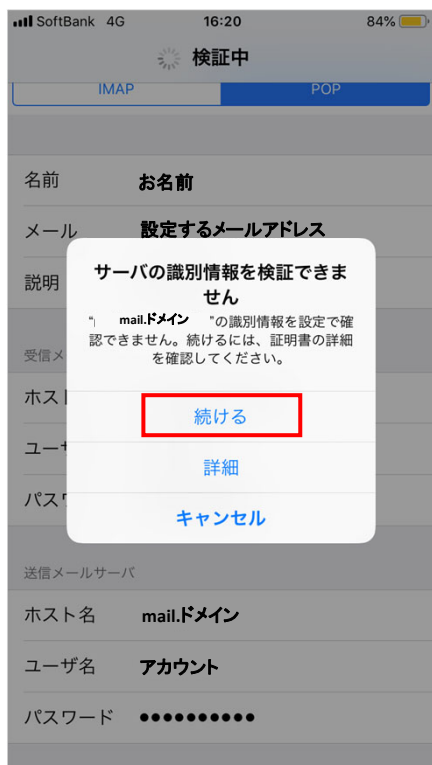 SoftBank 4G 16:20 84%
検証中
IMAP POP
名前 お名前
メール 設定するメールアドレス
説明
サーバの識別情報を検証できま
せん
" mail.ドメイン "の識別情報を設定で確
認できません。続けるには、証明書の詳細
を確認してください。
受信メ
ホスト
続ける
ユーザ
詳細
パスワ
キャンセル
送信メールサーバ
ホスト名 mail.ドメイン
ユーザ名 アカウント
パスワード ●●●●●●●●●●